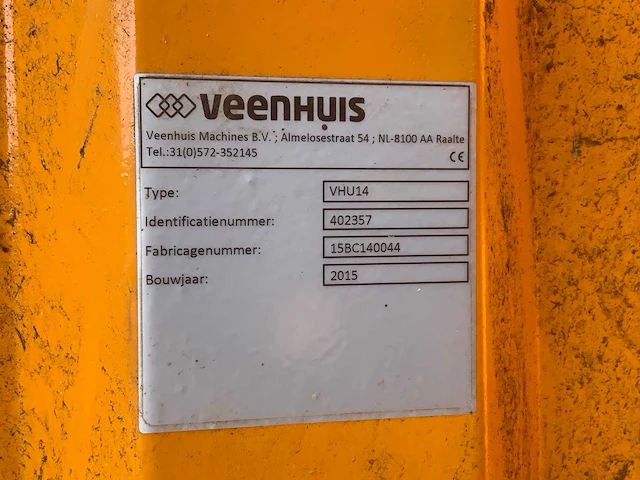 VEENHUIS
Veenhuis Machines B.V. ; Almelosestraat 54 ; NL-8100 AA Raalte
Tel.:31(0)572-352145
CE
Type: VHU14
Identificatienummer: 402357
Fabricagenummer: 15BC140044
Bouwjaar: 2015